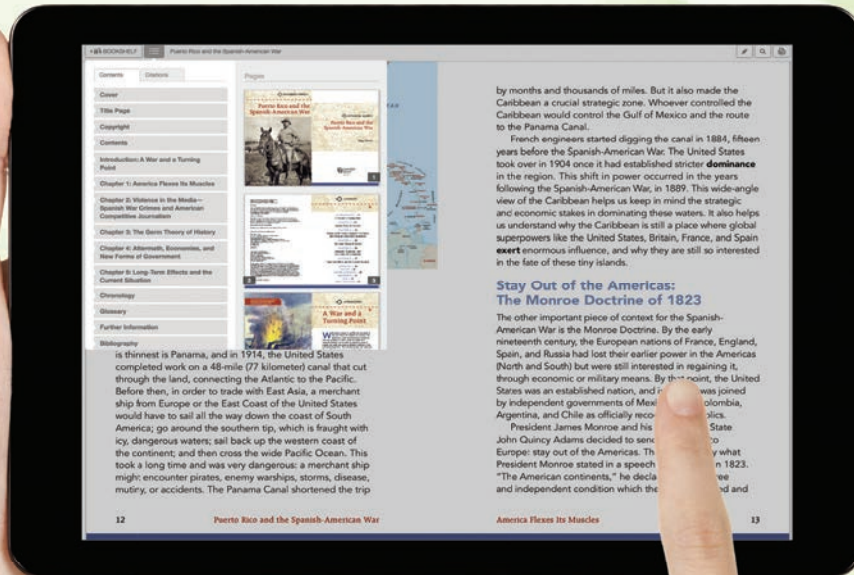 BOOKSHELF
Puerto Rico and the Spanish-American War
Contents
Citations
Cover
Title Page
Copyright
Contents
Introduction: A War and a Turning
Point
Chapter 1: America Flexes Its Muscles
Chapter 2: Violence in the Media—
Spanish War Crimes and American
Competitive Journalism
Chapter 3: The Germ Theory of History
Chapter 4: Aftermath, Economies, and
New Forms of Government
Chapter 5: Long-Term Effects and the
Current Situation
Chronology
Glossary
Further Information
Bibliography
Pages
Puerto Rico and the
Spanish-American War
Puerto Rico and the
Spanish-American War
1
2
3
A War and a
Turning Point
is thinnest is Panama, and in 1914, the United States
completed work on a 48-mile (77 kilometer) canal that cut
through the land, connecting the Atlantic to the Pacific.
Before then, in order to trade with East Asia, a merchant
ship from Europe or the East Coast of the United States
would have to sail all the way down the coast of South
America; go around the southern tip, which is fraught with
icy, dangerous waters; sail back up the western coast of
the continent; and then cross the wide Pacific Ocean. This
took a long time and was very dangerous: a merchant ship
might encounter pirates, enemy warships, storms, disease,
mutiny, or accidents. The Panama Canal shortened the trip
12
Puerto Rico and the Spanish-American War
by months and thousands of miles. But it also made the
Caribbean a crucial strategic zone. Whoever controlled the
Caribbean would control the Gulf of Mexico and the route
to the Panama Canal.
French engineers started digging the canal in 1884, fifteen
years before the Spanish-American War. The United States
took over in 1904 once it had established stricter dominance
in the region. This shift in power occurred in the years
following the Spanish-American War, in 1889. This wide-angle
view of the Caribbean helps us keep in mind the strategic
and economic stakes in dominating these waters. It also helps
us understand why the Caribbean is still a place where global
superpowers like the United States, Britain, France, and Spain
exert enormous influence, and why they are still so interested
in the fate of these tiny islands.
Stay Out of the Americas:
The Monroe Doctrine of 1823
The other important piece of context for the Spanish-
American War is the Monroe Doctrine. By the early
nineteenth century, the European nations of France, England,
Spain, and Russia had lost their earlier power in the Americas
(North and South) but were still interested in regaining it,
through economic or military means. By that point, the United
States was an established nation, and was joined
by independent governments of Colombia,
Argentina, and Chile as officially
President James Monroe and his State
John Quincy Adams decided to
Europe: stay out of the Americas. what
President Monroe stated in a speech in 1823.
"The American continents," he
and independent condition which and
America Flexes Its Muscles
13